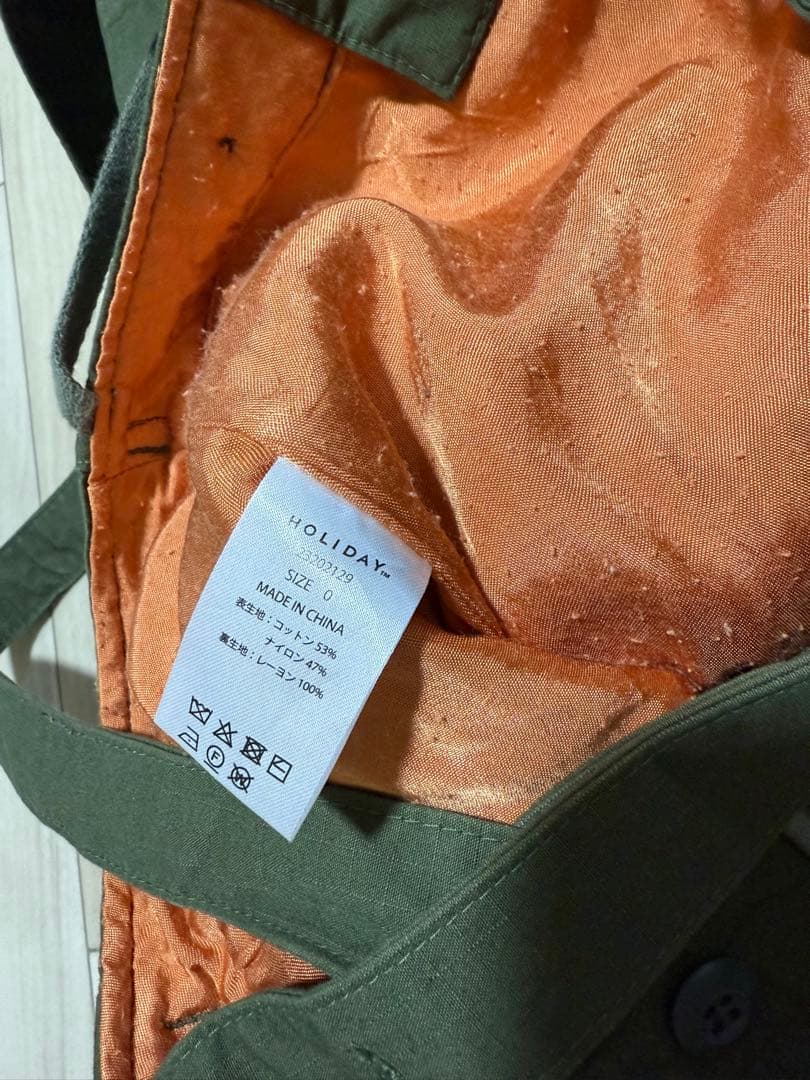 HOLIDAY™
23202129
SIZE 0
MADE IN CHINA
表生地：コットン 53%
ナイロン 47%
裏生地：レーヨン 100%
F
W